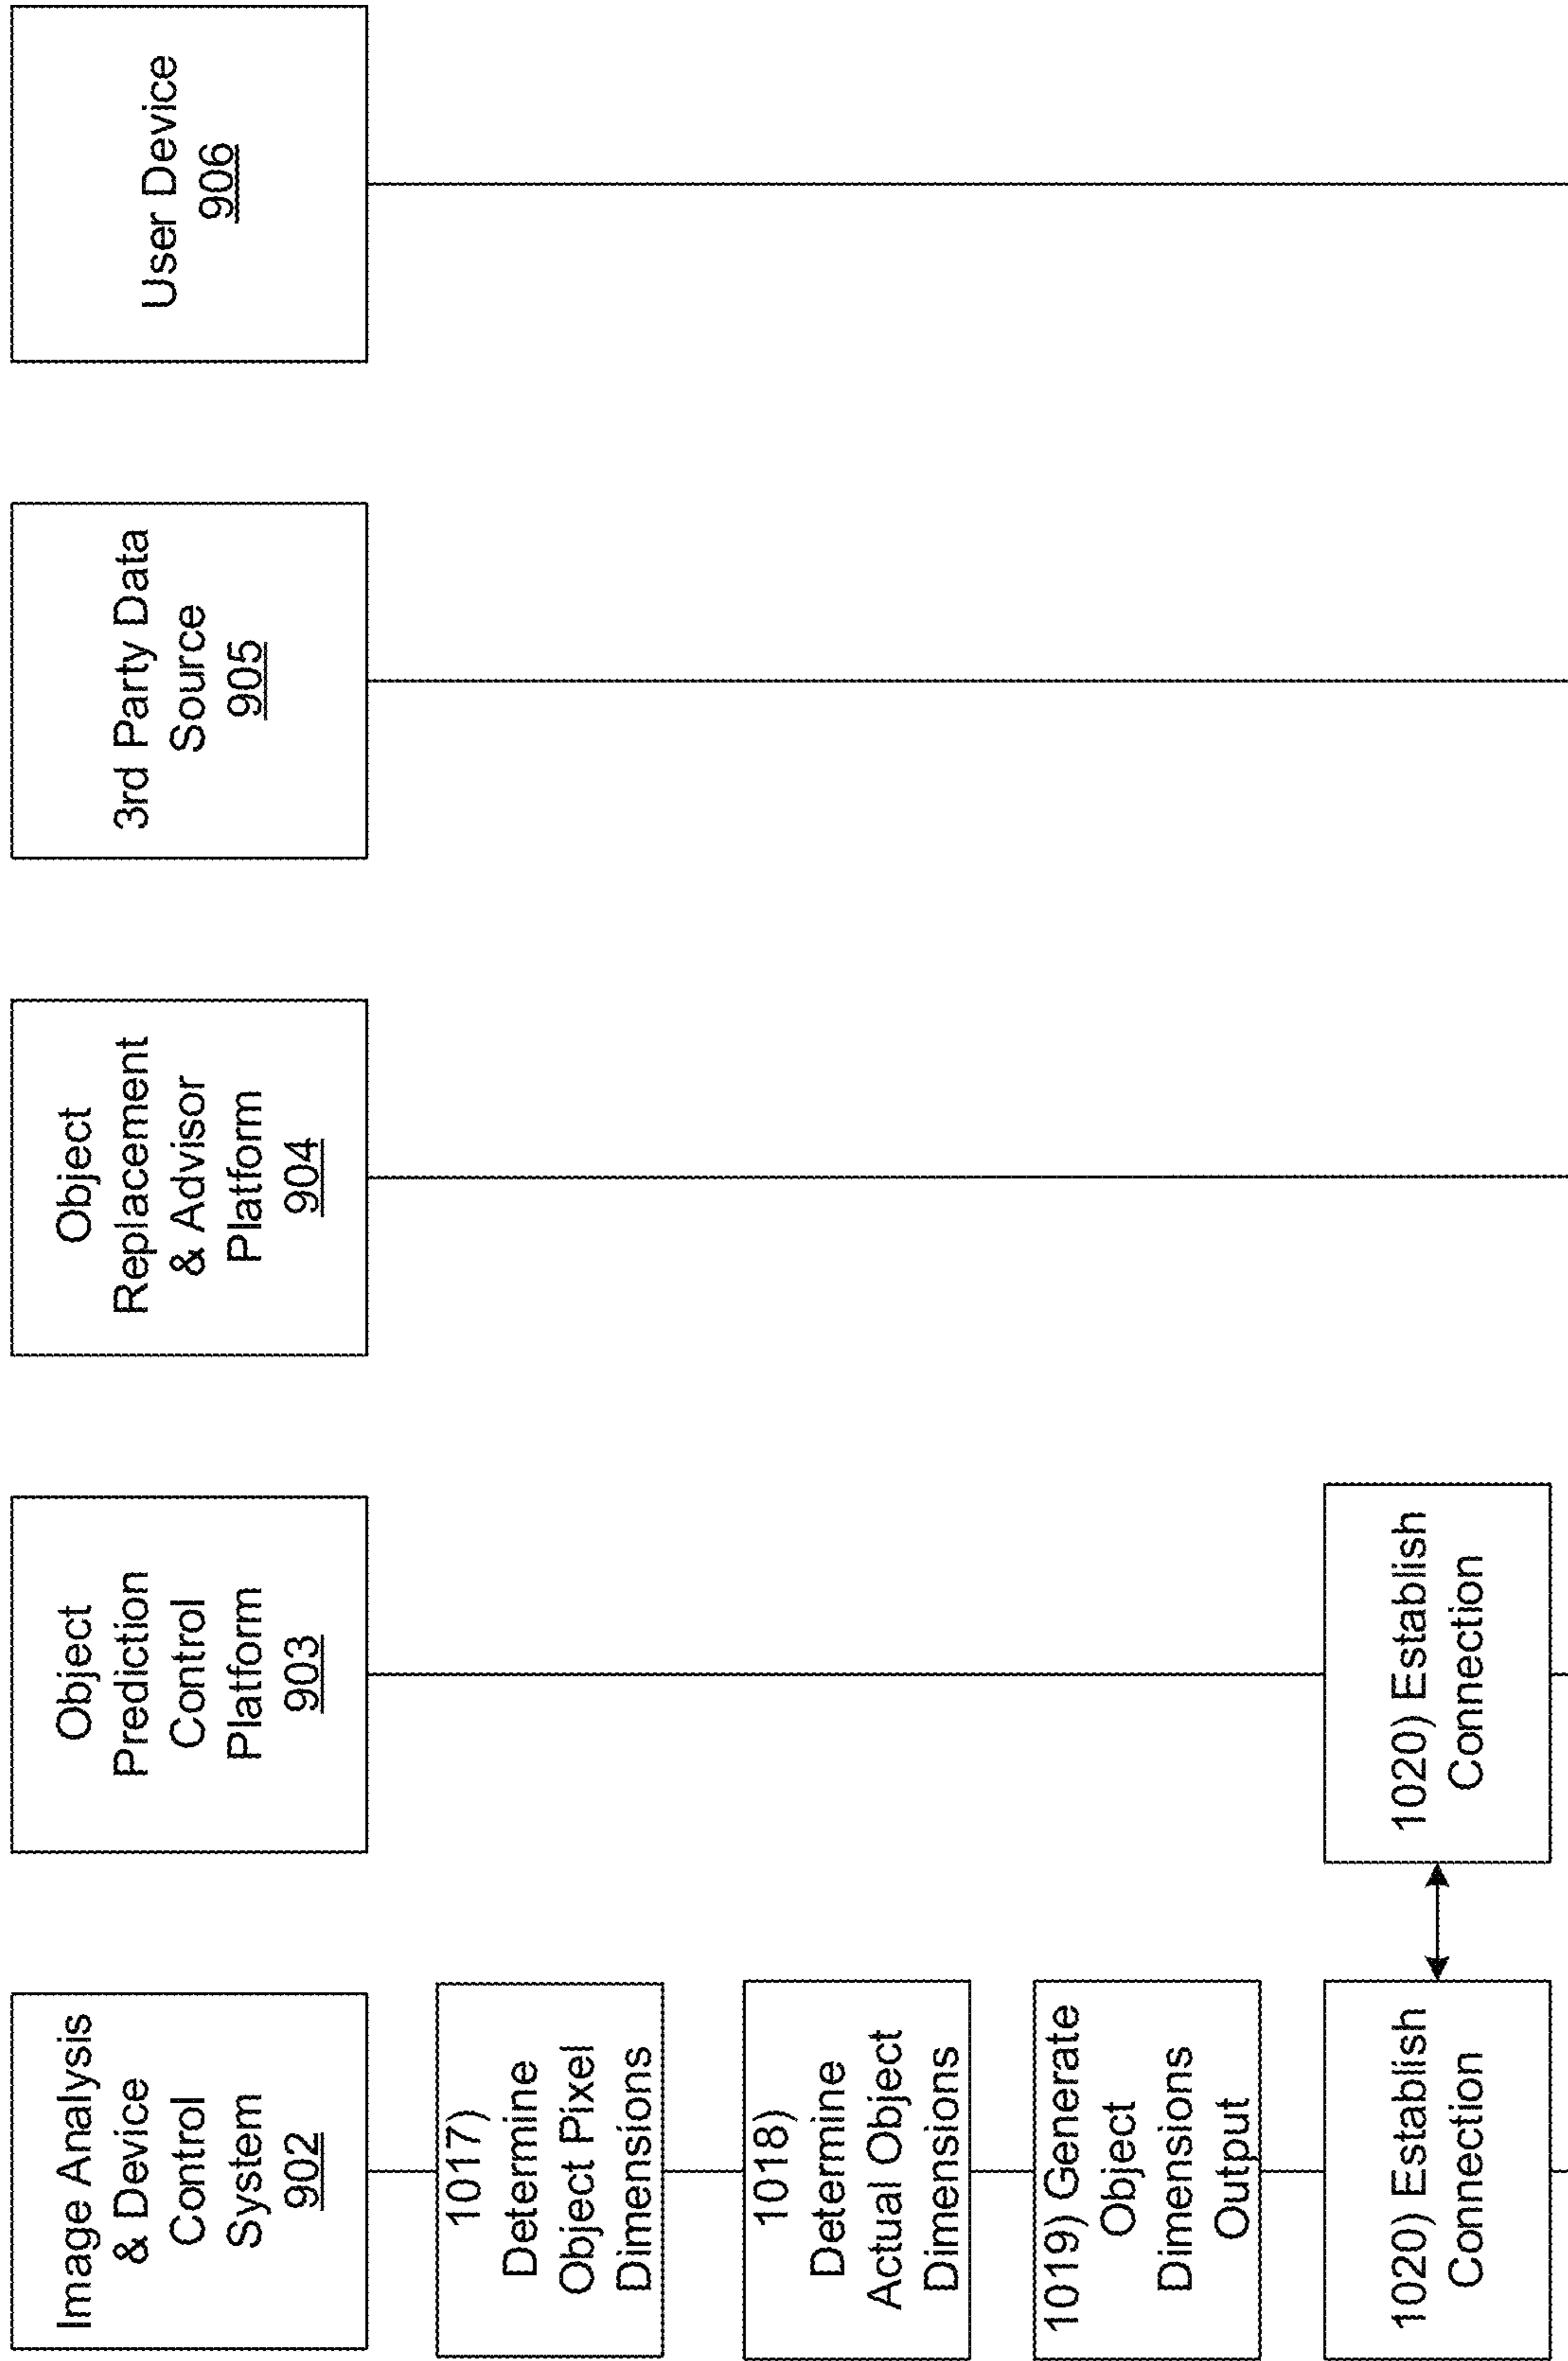 Image Analysis
& Device
Control
System
902
Object
Prediction
Control
Platform
903
Object
Replacement
& Advisor
Platform
904
3rd Party Data
Source
905
User Device
906
1017)
Determine
Object Pixel
Dimensions
1018)
Determine
Actual Object
Dimensions
1019) Generate
Object
Dimensions
Output
1020) Establish
Connection
1020) Establish
Connection